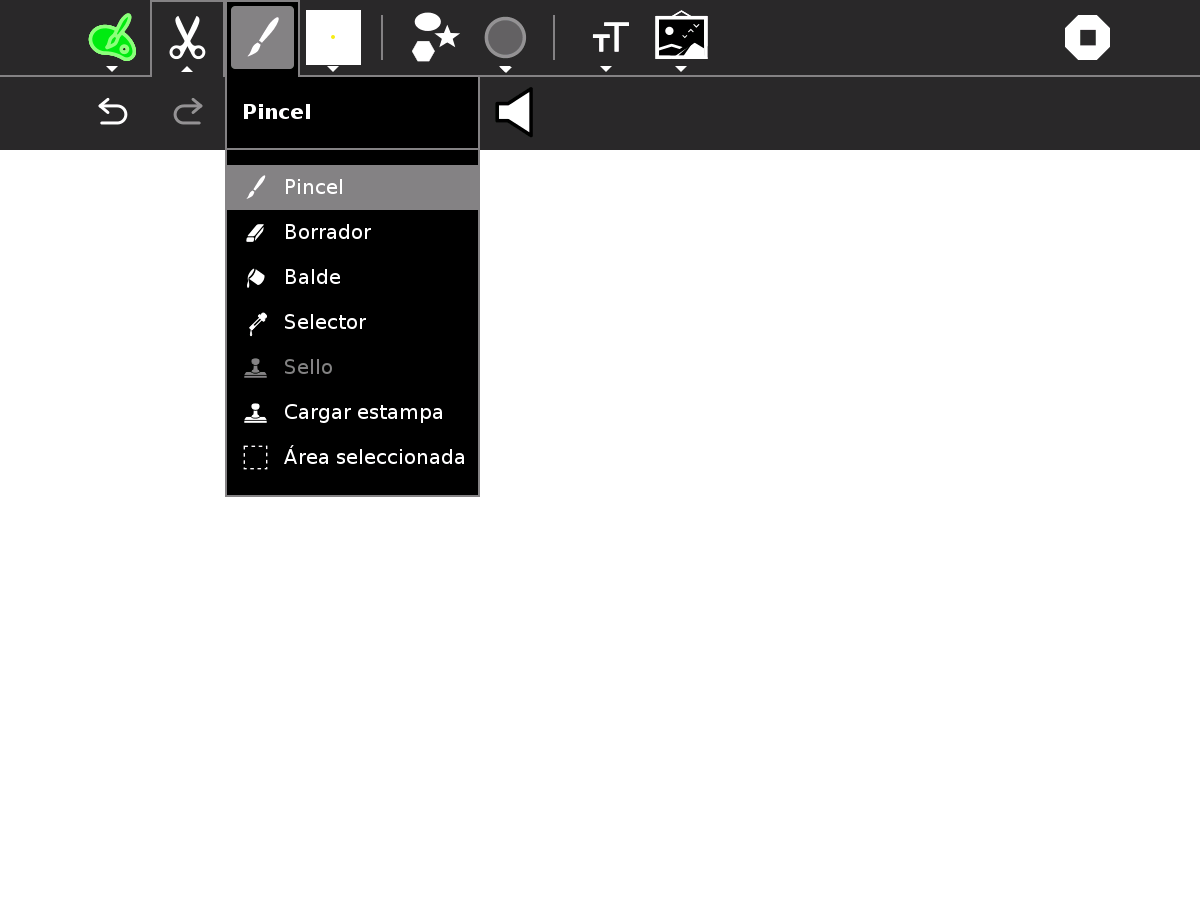 Pincel
Pincel
Borrador
Balde
Selector
Sello
Cargar estampa
Área seleccionada